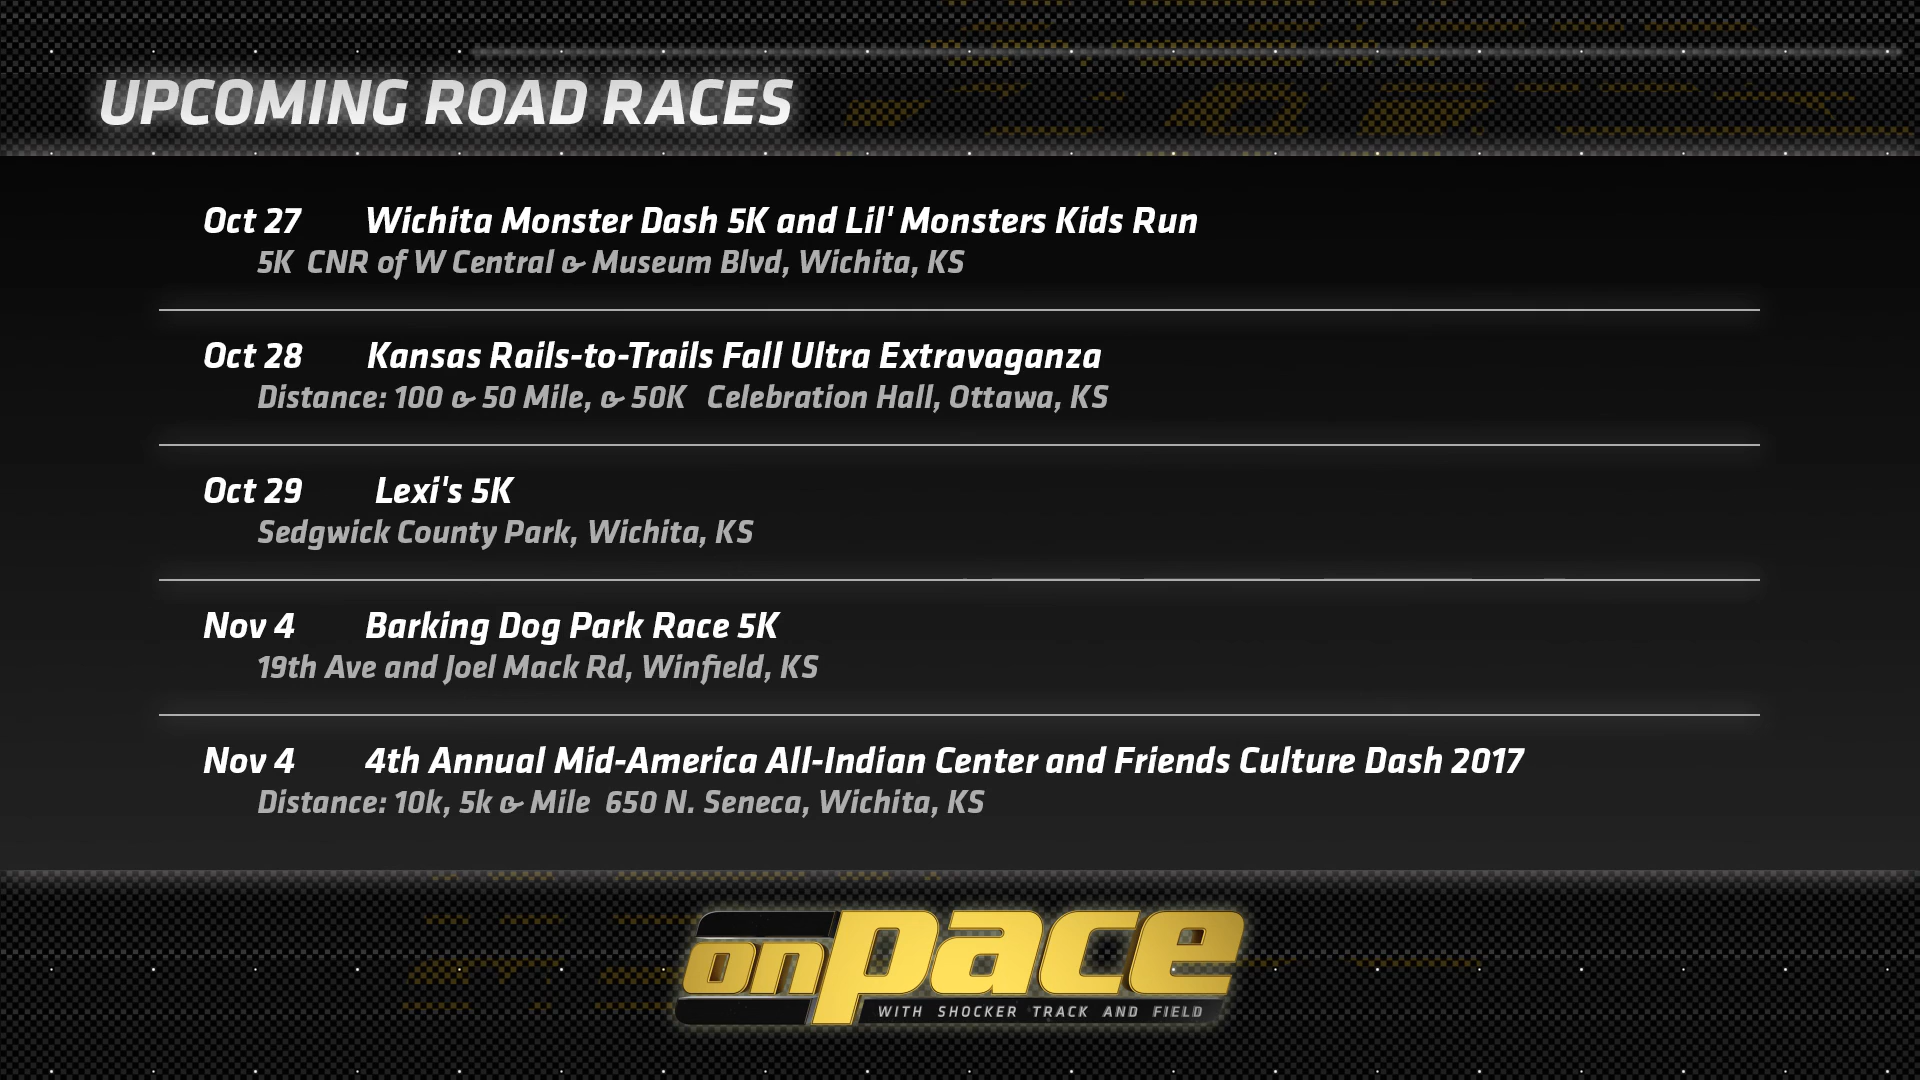 UPCOMING ROAD RACES
Oct 27 Wichita Monster Dash 5K and Lil' Monsters Kids Run
5K CNR of W Central & Museum Blvd, Wichita, KS
Oct 28 Kansas Rails-to-Trails Fall Ultra Extravaganza
Distance: 100 & 50 Mile, & 50K Celebration Hall, Ottawa, KS
Oct 29 Lexi's 5K
Sedgwick County Park, Wichita, KS
Nov 4 Barking Dog Park Race 5K
19th Ave and Joel Mack Rd, Winfield, KS
Nov 4 4th Annual Mid-America All-Indian Center and Friends Culture Dash 2017
Distance: 10k, 5k & Mile 650 N. Seneca, Wichita, KS
on pace
WITH SHOCKER TRACK AND FIELD